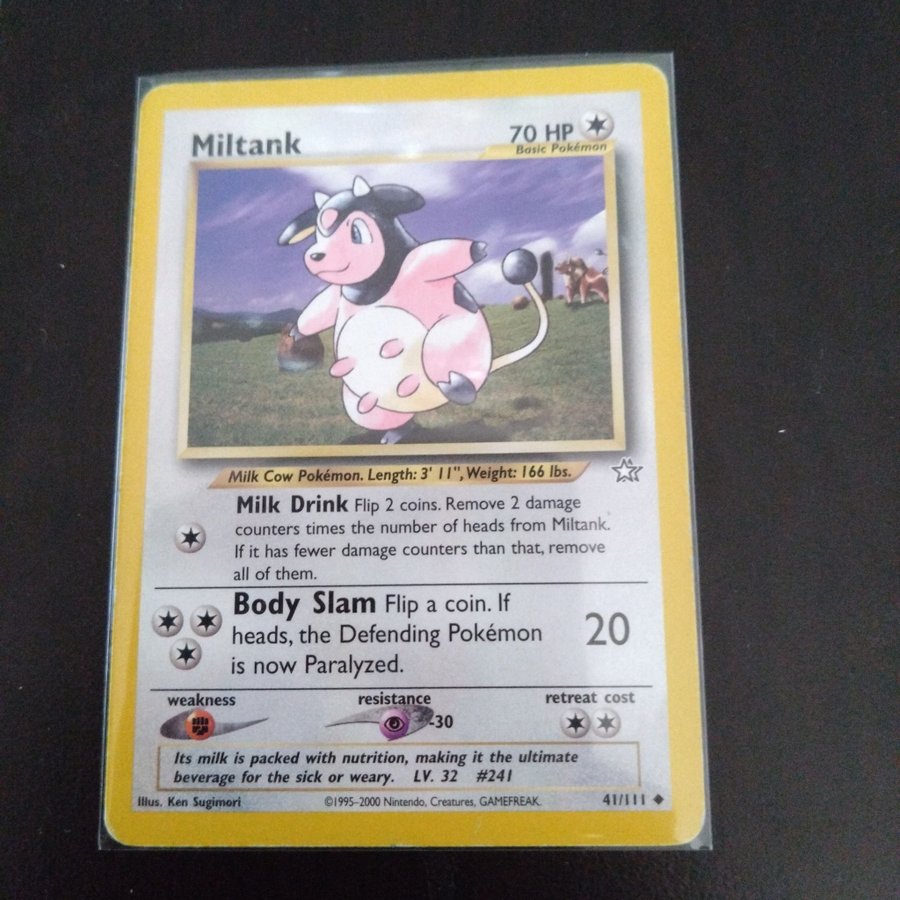 Miltank
70 HP
Basic Pokémon
Milk Cow Pokémon. Length: 3' 11", Weight: 166 lbs.
Milk Drink Flip 2 coins. Remove 2 damage
counters times the number of heads from Miltank.
If it has fewer damage counters than that, remove
all of them.
Body Slam Flip a coin. If
heads, the Defending Pokémon
is now Paralyzed.
20
weakness
resistance
retreat cost
-30
Its milk is packed with nutrition, making it the ultimate
beverage for the sick or weary. LV. 32 #241
Illus. Ken Sugimori
©1995-2000 Nintendo, Creatures, GAMEFREAK.
41/111